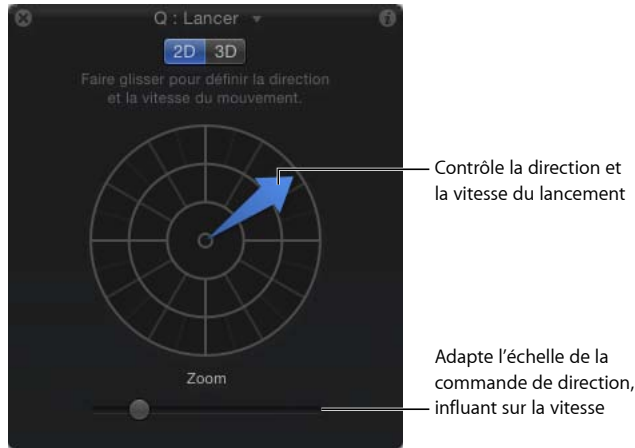 Q : Lancer
2D 3D
Faire glisser pour définir la direction
et la vitesse du mouvement.
Contrôle la direction et
la vitesse du lancement
Zoom
Adapte l’échelle de la
commande de direction,
influant sur la vitesse